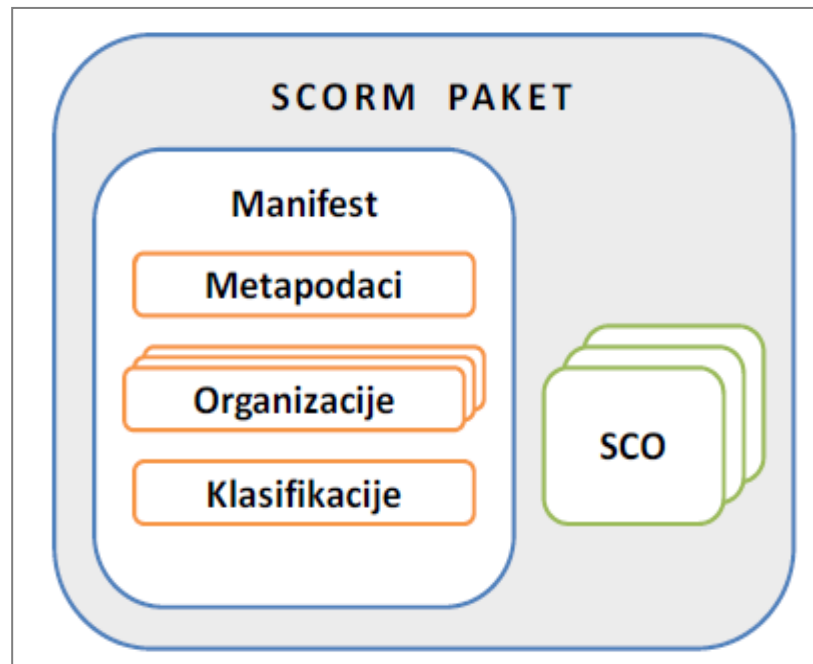 SCORM PAKET
Manifest
Metapodaci
Organizacije
Klasifikacije
SCO